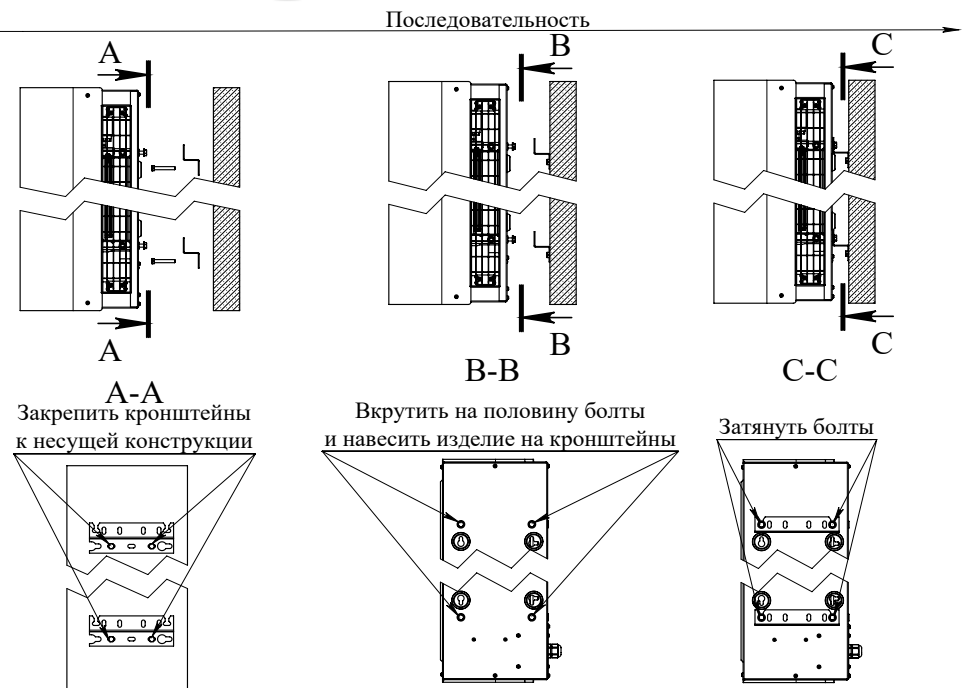 Последовательность
A B C
A B C
A-A B-B C-C
Закрепить кронштейны
к несущей конструкции
Вкрутить на половину болты
и навесить изделие на кронштейны
Затянуть болты